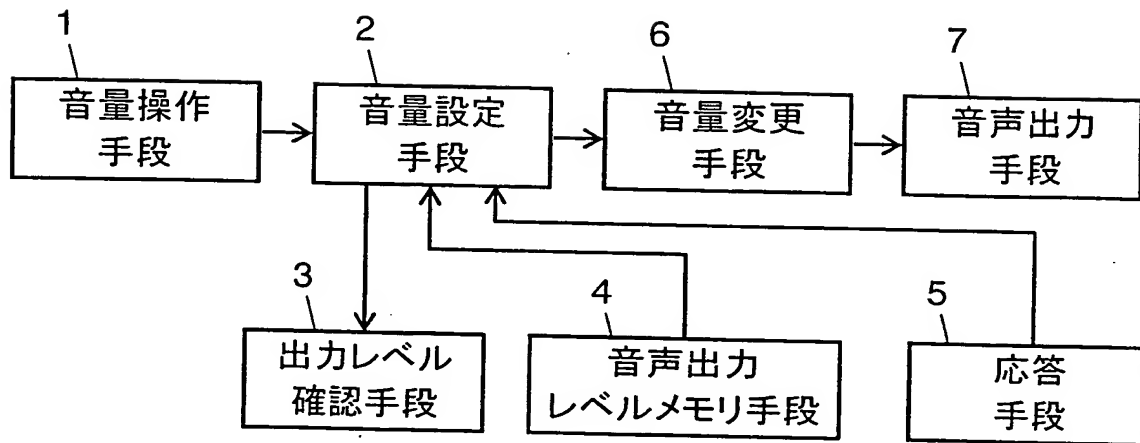 1
音量操作
手段
2
音量設定
手段
6
音量変更
手段
7
音声出力
手段
3
出力レベル
確認手段
4
音声出力
レベルメモリ手段
5
応答
手段